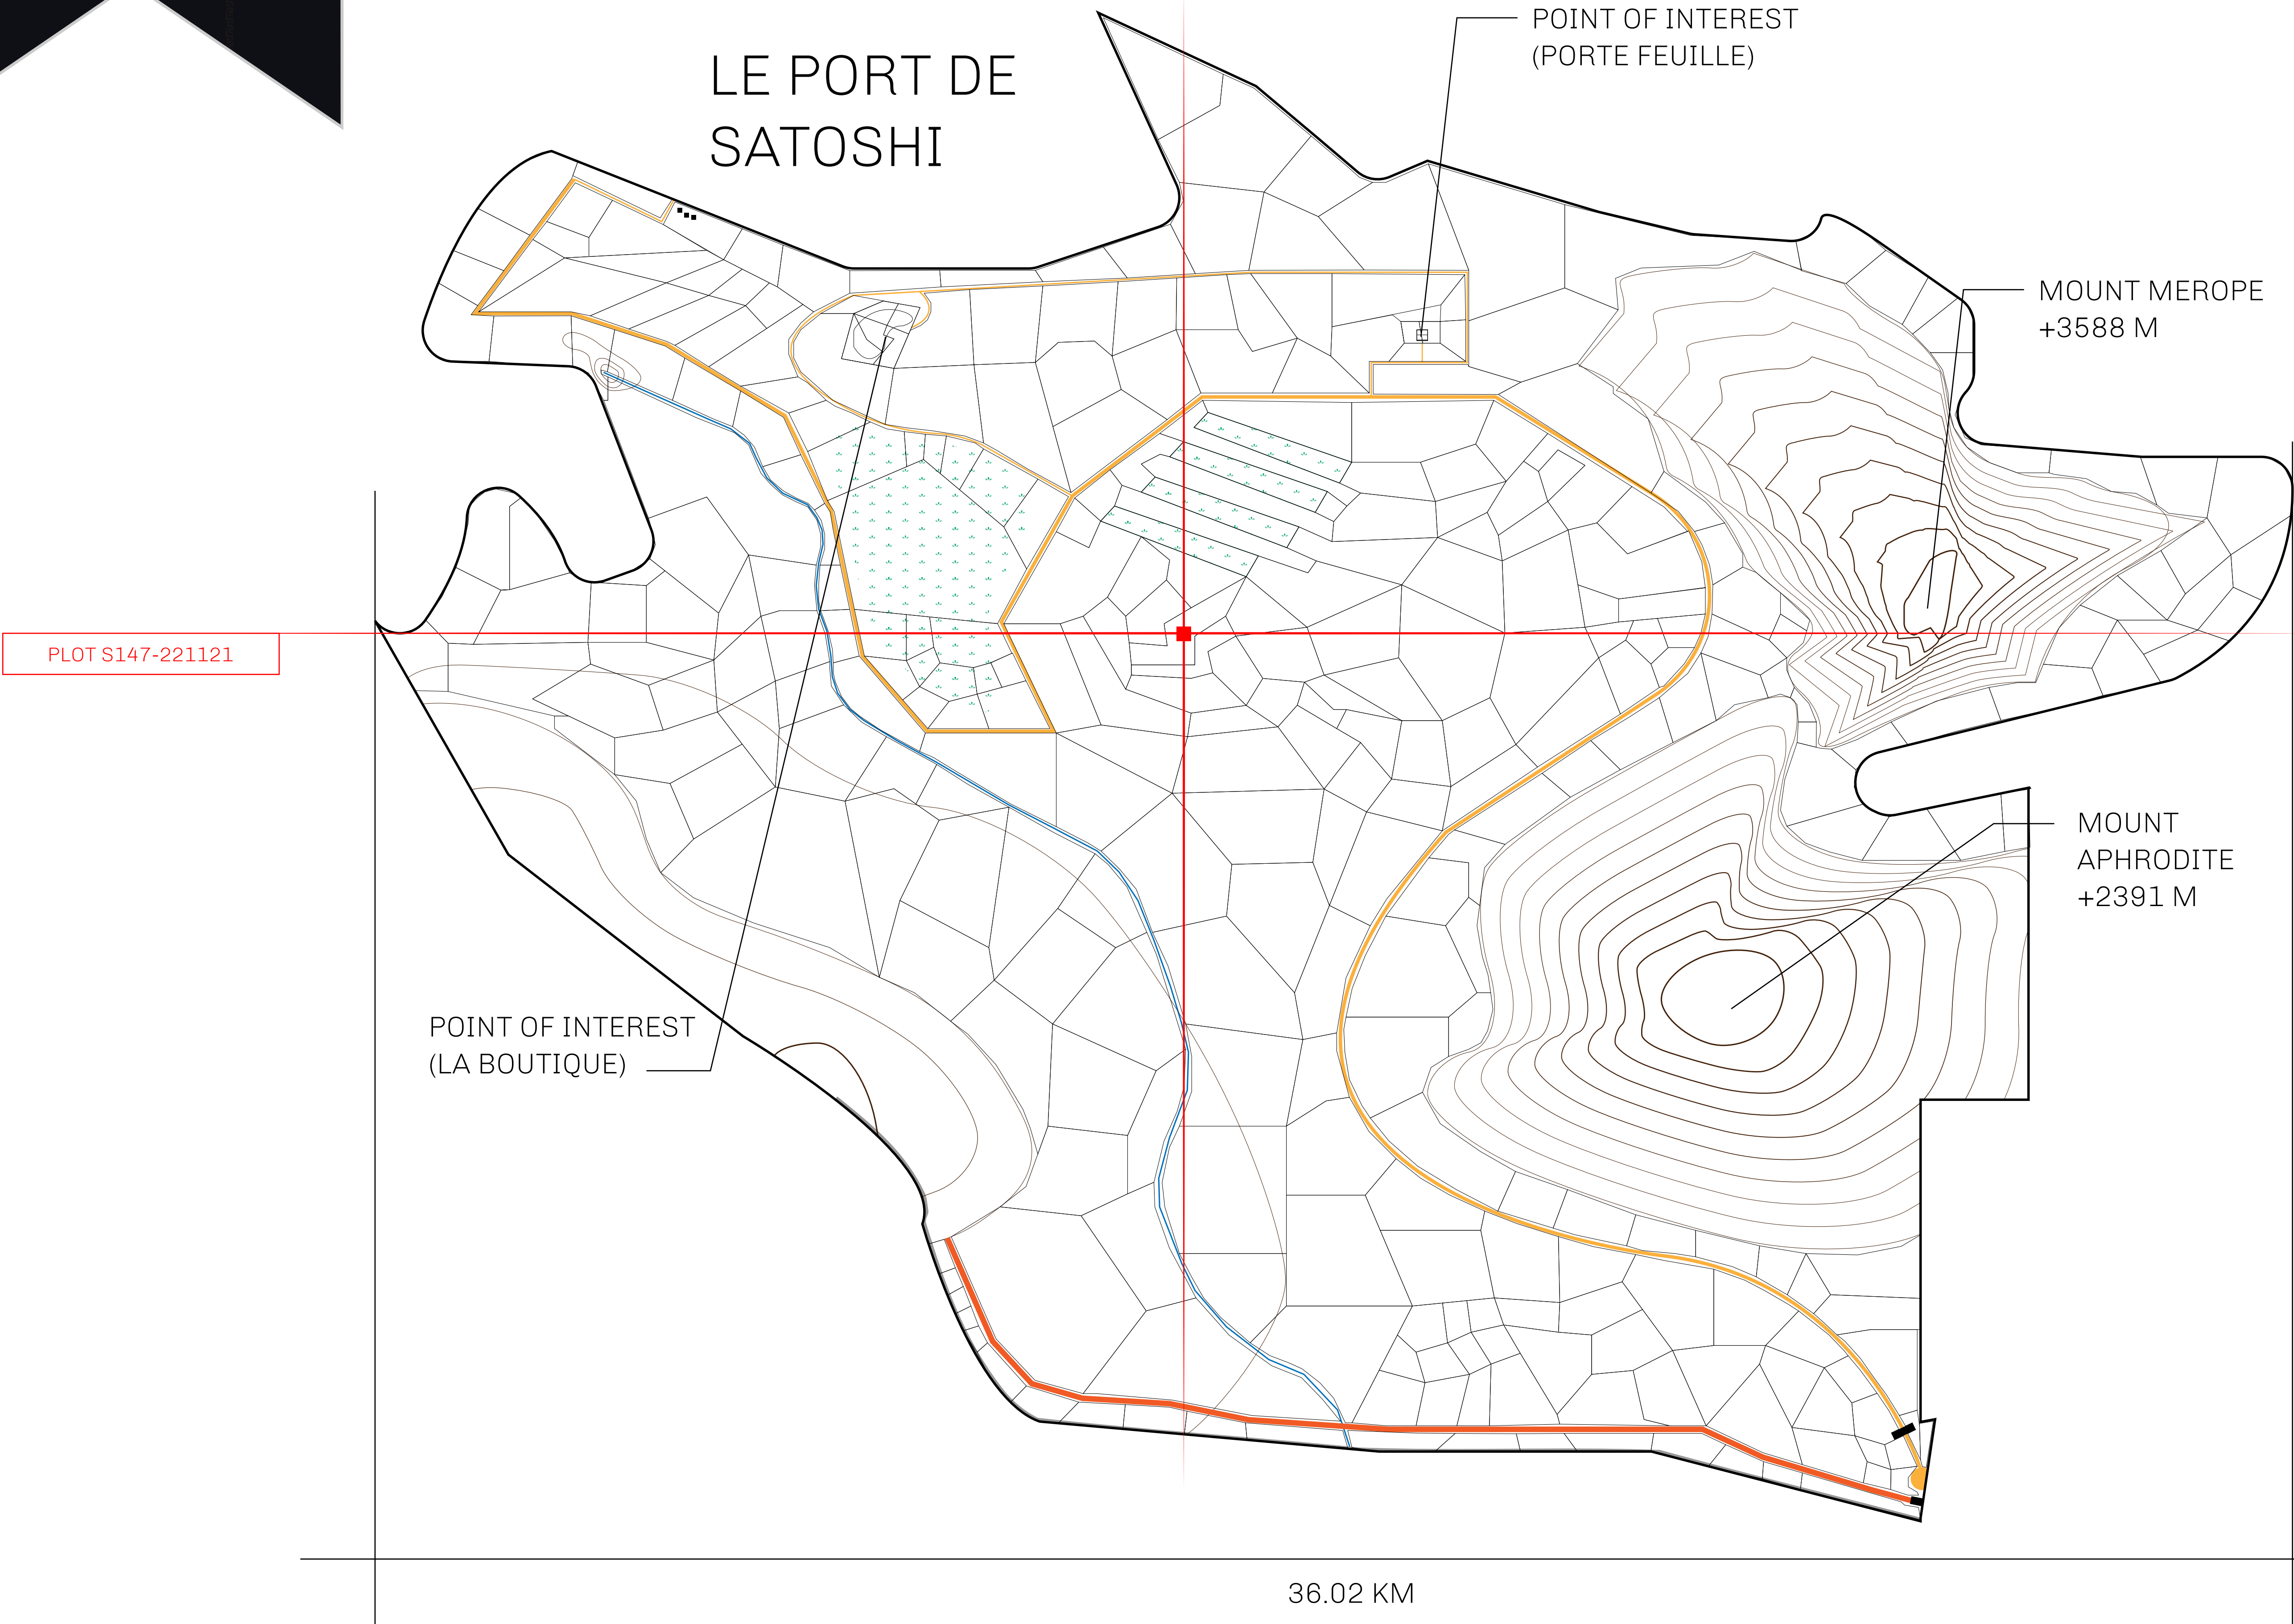 POINT OF INTEREST
(PORTE FEUILLE)
LE PORT DE
SATOSHI
MOUNT MEROPE
+3588 M
PLOT S147-221121
MOUNT
APHRODITE
+2391 M
POINT OF INTEREST
(LA BOUTIQUE)
36.02 KM